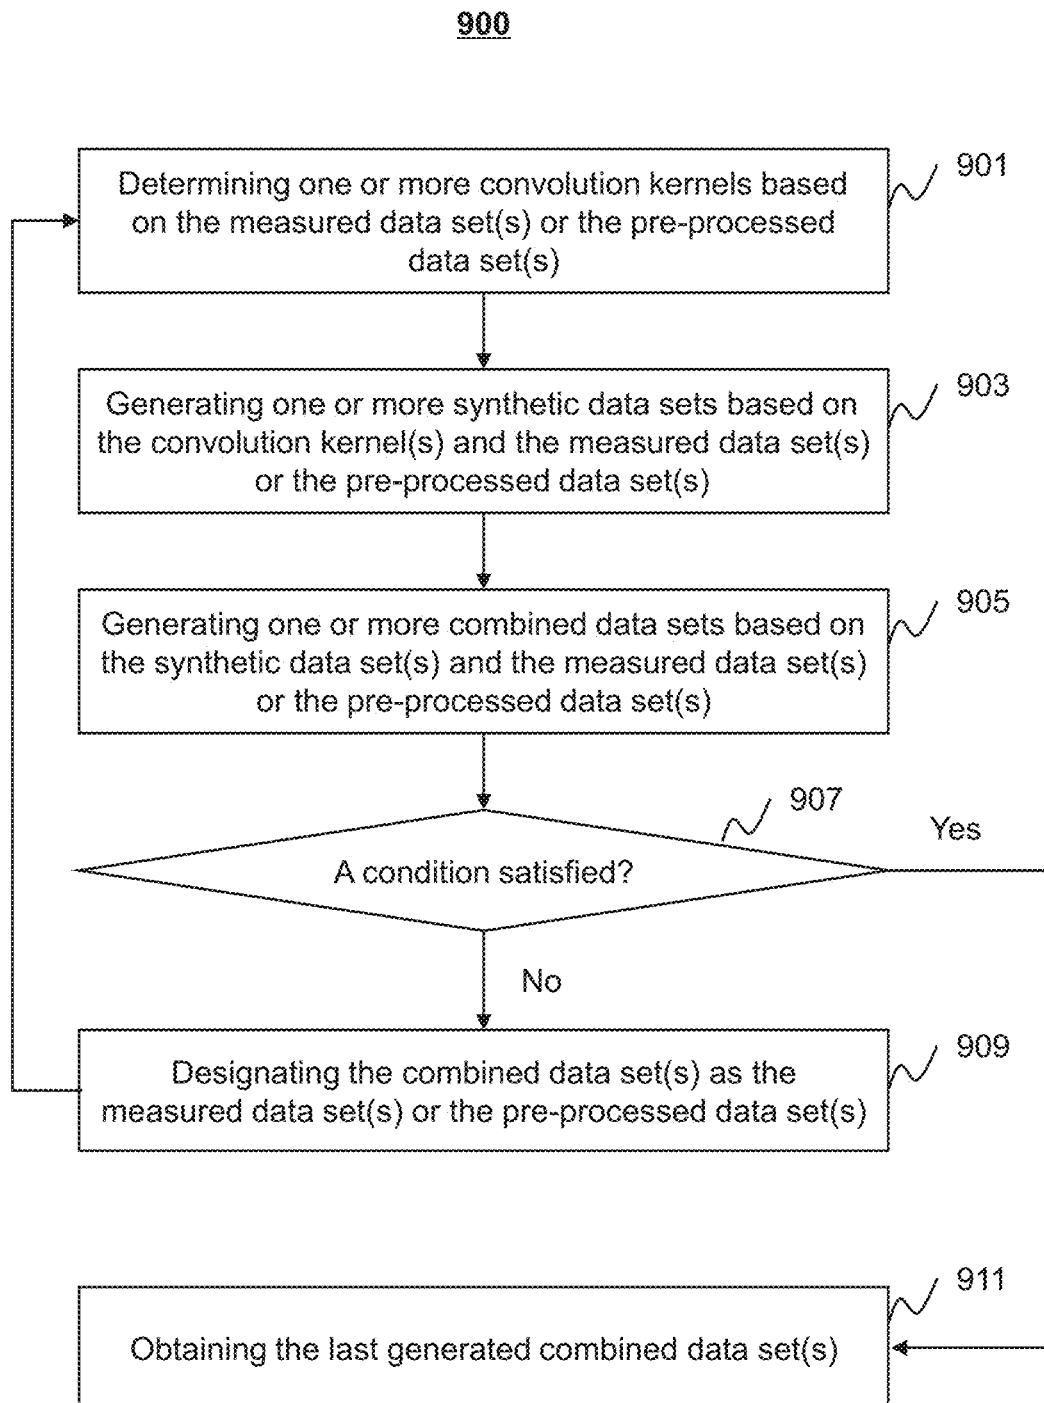 900
901
Determining one or more convolution kernels based
on the measured data set(s) or the pre-processed
data set(s)
903
Generating one or more synthetic data sets based on
the convolution kernel(s) and the measured data set(s)
or the pre-processed data set(s)
905
Generating one or more combined data sets based on
the synthetic data set(s) and the measured data set(s)
or the pre-processed data set(s)
907
Yes
A condition satisfied?
No
909
Designating the combined data set(s) as the
measured data set(s) or the pre-processed data set(s)
911
Obtaining the last generated combined data set(s)